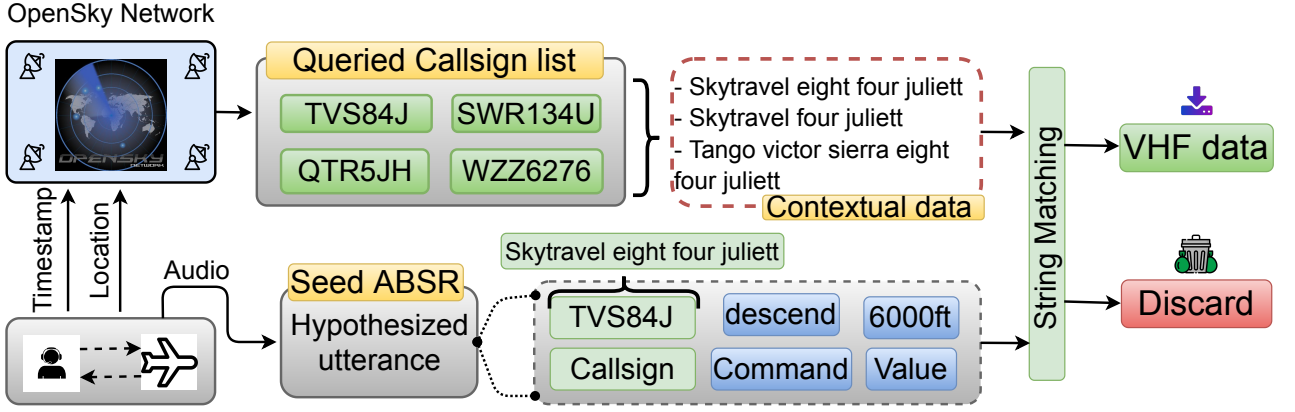 OpenSky Network
OPENSKY
NETWORK
Queried Callsign list
TVS84J
SWR134U
QTR5JH
WZZ6276
- Skytravel eight four juliett
- Skytravel four juliett
- Tango victor sierra eight
four juliett
Contextual data
String Matching
VHF data
Discard
Timestamp
Location
Audio
Seed ABSR
Hypothesized
utterance
Skytravel eight four juliett
TVS84J
descend
6000ft
Callsign
Command
Value